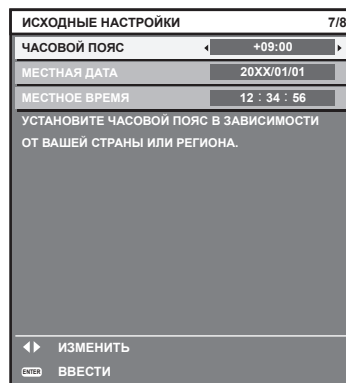 ИСХОДНЫЕ НАСТРОЙКИ 7/8
ЧАСОВОЙ ПОЯС +09:00
МЕСТНАЯ ДАТА 20XX/01/01
МЕСТНОЕ ВРЕМЯ 12 : 34 : 56
УСТАНОВИТЕ ЧАСОВОЙ ПОЯС В ЗАВИСИМОСТИ
ОТ ВАШЕЙ СТРАНЫ ИЛИ РЕГИОНА.
ИЗМЕНИТЬ
ENTER ВВЕСТИ